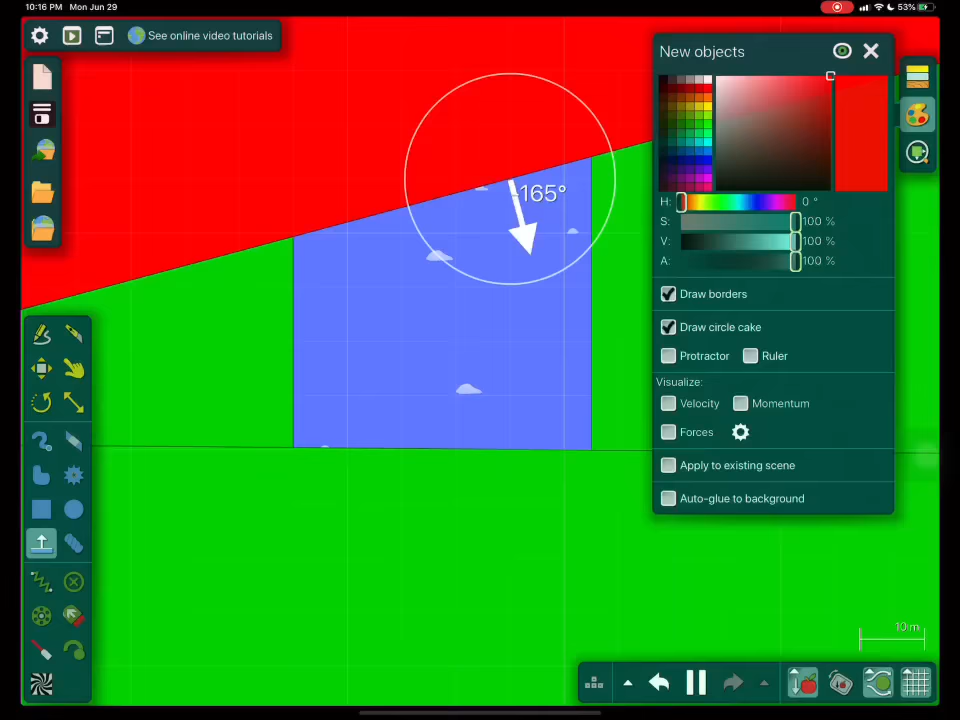 10:16 PM Mon Jun 29
53%
See online video tutorials
New objects
-165°
H: 0 °
S: 100 %
V: 100 %
A: 100 %
Draw borders
Draw circle cake
Protractor Ruler
Visualize:
Velocity Momentum
Forces
Apply to existing scene
Auto-glue to background
10m